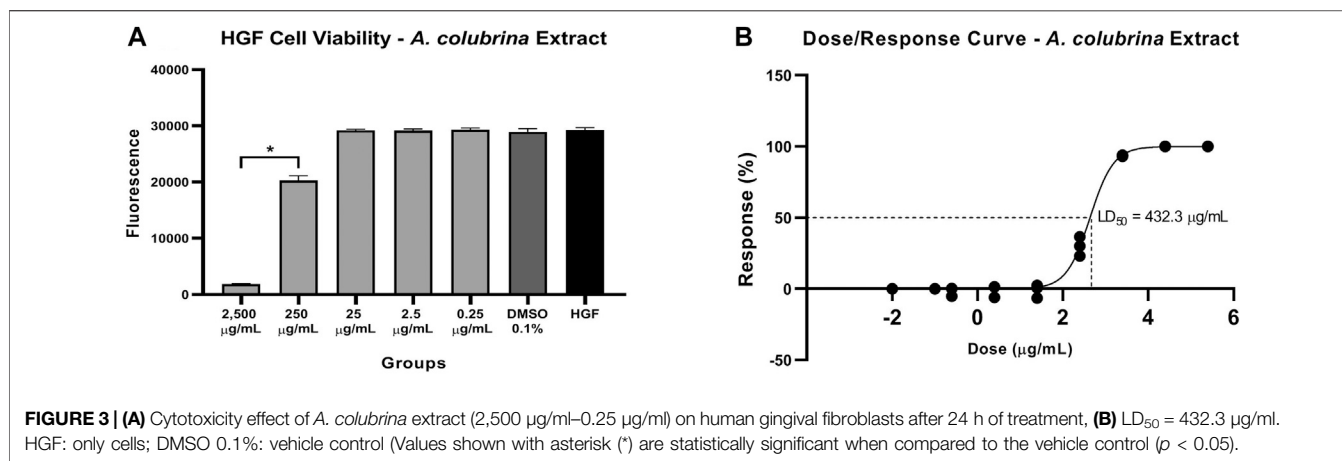 A
HGF Cell Viability - A. colubrina Extract
Fluorescence
40000
30000
20000
10000
0
*
2,500
μg/mL
250
μg/mL
25
μg/mL
2.5
μg/mL
0.25
μg/mL
DMSO
0.1%
HGF
Groups
B
Dose/Response Curve - A. colubrina Extract
Response (%)
150
100
50
0
-50
LD50 = 432.3 μg/mL
-2
0
2
4
6
Dose (μg/mL)
FIGURE 3 | (A) Cytotoxicity effect of A. colubrina extract (2,500 μg/ml–0.25 μg/ml) on human gingival fibroblasts after 24 h of treatment, (B) LD50 = 432.3 μg/ml.
HGF: only cells; DMSO 0.1%: vehicle control (Values shown with asterisk (*) are statistically significant when compared to the vehicle control (p < 0.05).